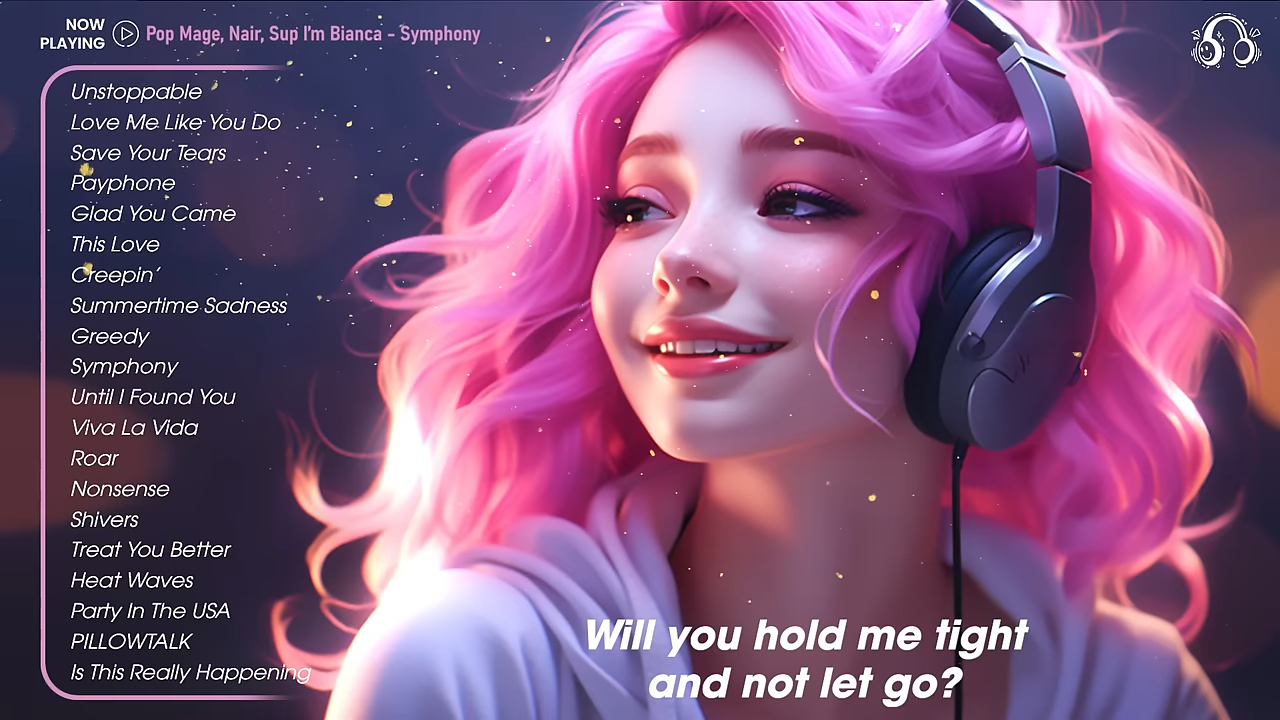 NOW
PLAYING
Pop Mage, Nair, Sup I'm Bianca - Symphony
Unstoppable
Love Me Like You Do
Save Your Tears
Payphone
Glad You Came
This Love
Creepin'
Summertime Sadness
Greedy
Symphony
Until I Found You
Viva La Vida
Roar
Nonsense
Shivers
Treat You Better
Heat Waves
Party In The USA
PILLOWTALK
Is This Really Happening
Will you hold me tight
and not let go?